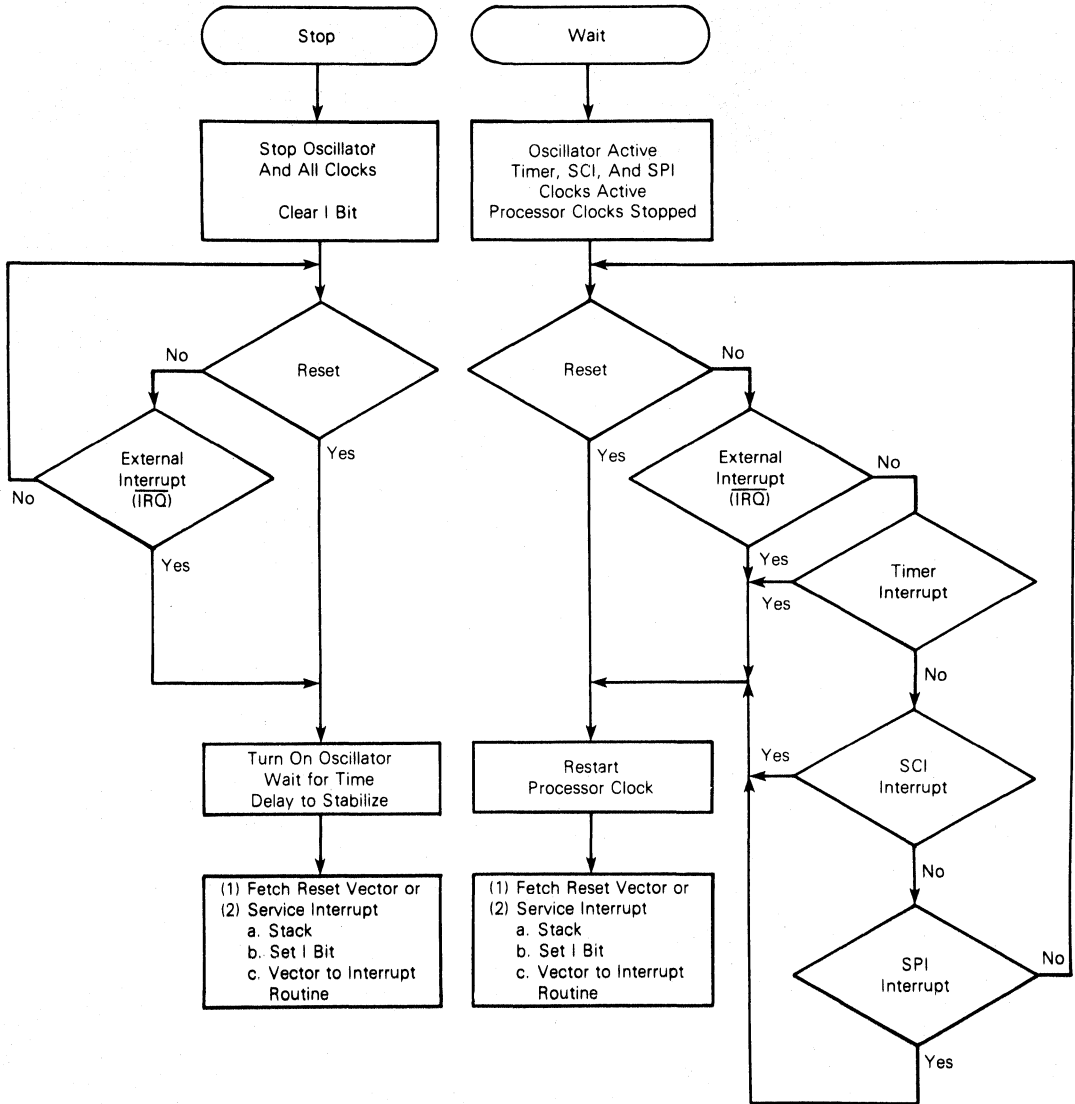 Stop
Wait
Stop Oscillator
And All Clocks
Clear I Bit
Oscillator Active
Timer, SCI, And SPI
Clocks Active
Processor Clocks Stopped
Reset
No
Yes
External
Interrupt
(IRQ)
No
Yes
Reset
No
Yes
External
Interrupt
(IRQ)
No
Yes
Timer
Interrupt
Yes
No
SCI
Interrupt
Yes
No
SPI
Interrupt
No
Yes
Turn On Oscillator
Wait for Time
Delay to Stabilize
Restart
Processor Clock
(1) Fetch Reset Vector or
(2) Service Interrupt
a. Stack
b. Set I Bit
c. Vector to Interrupt
Routine
(1) Fetch Reset Vector or
(2) Service Interrupt
a. Stack
b. Set I Bit
c. Vector to Interrupt
Routine